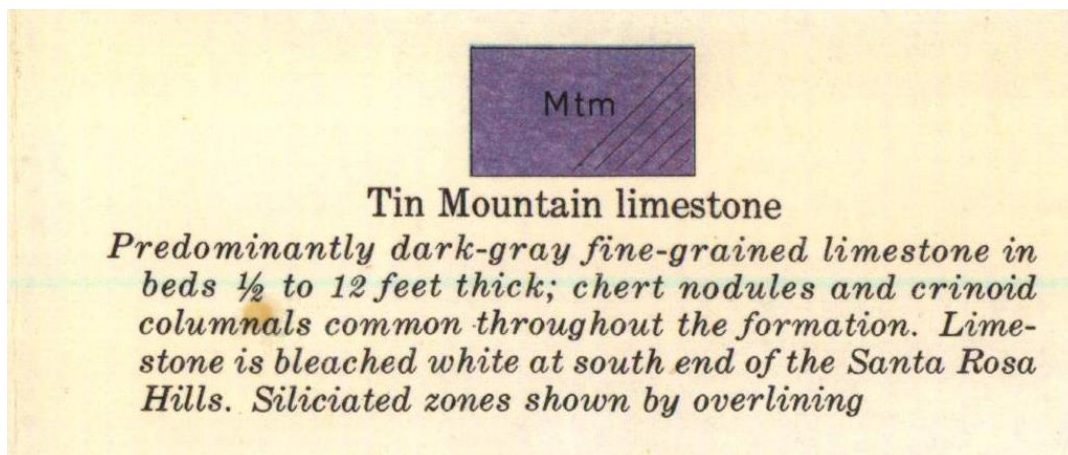 Mtm
Tin Mountain limestone
Predominantly dark-gray fine-grained limestone in
beds ½ to 12 feet thick; chert nodules and crinoid
columnals common throughout the formation. Lime-
stone is bleached white at south end of the Santa Rosa
Hills. Siliciated zones shown by overlining